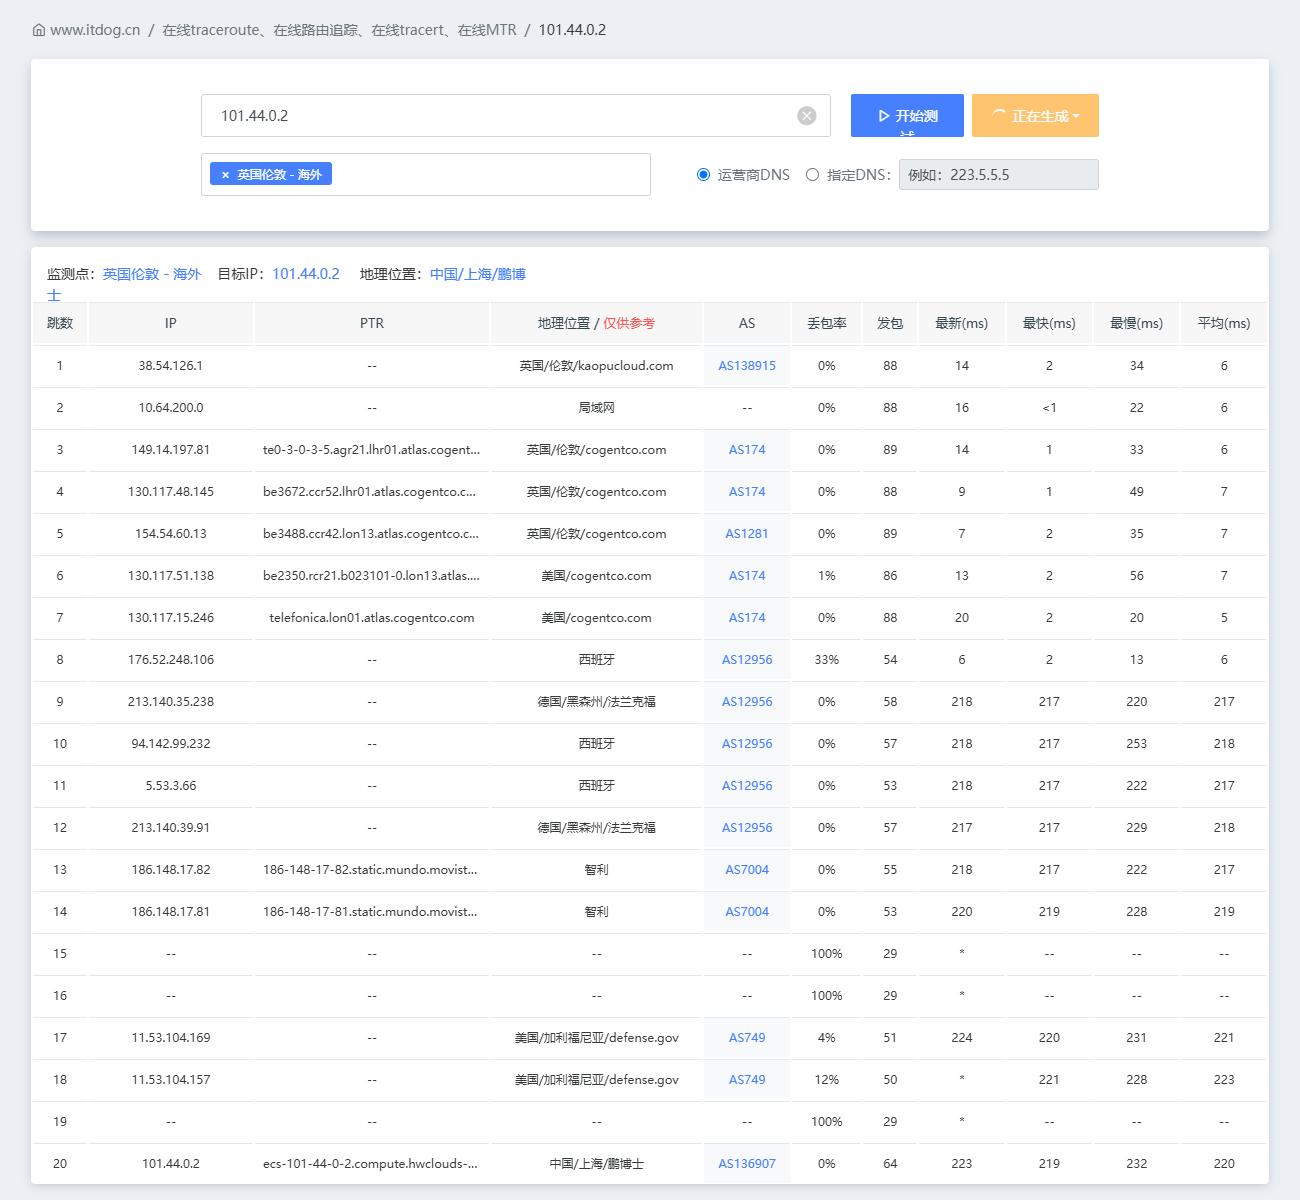 www.itdog.cn / 在线traceroute、在线路由追踪、在线tracert、在线MTR / 101.44.0.2
101.44.0.2
开始测试
正在生成
× 英国伦敦 - 海外
运营商DNS 指定DNS： 例如：223.5.5.5
监测点：英国伦敦 - 海外 目标IP：101.44.0.2 地理位置：中国/上海/鹏博
士
跳数 IP PTR 地理位置 / 仅供参考 AS 丢包率 发包 最新(ms) 最快(ms) 最慢(ms) 平均(ms)
1 38.54.126.1 -- 英国/伦敦/kaopucloud.com AS138915 0% 88 14 2 34 6
2 10.64.200.0 -- 局域网 -- 0% 88 16 <1 22 6
3 149.14.197.81 te0-3-0-3-5.agr21.lhr01.atlas.cogent... 英国/伦敦/cogentco.com AS174 0% 89 14 1 33 6
4 130.117.48.145 be3672.ccr52.lhr01.atlas.cogentco.c... 英国/伦敦/cogentco.com AS174 0% 88 9 1 49 7
5 154.54.60.13 be3488.ccr42.lon13.atlas.cogentco.c... 英国/伦敦/cogentco.com AS1281 0% 89 7 2 35 7
6 130.117.51.138 be2350.rcr21.b023101-0.lon13.atlas.... 美国/cogentco.com AS174 1% 86 13 2 56 7
7 130.117.15.246 telefonica.lon01.atlas.cogentco.com 美国/cogentco.com AS174 0% 88 20 2 20 5
8 176.52.248.106 -- 西班牙 AS12956 33% 54 6 2 13 6
9 213.140.35.238 -- 德国/黑森州/法兰克福 AS12956 0% 58 218 217 220 217
10 94.142.99.232 -- 西班牙 AS12956 0% 57 218 217 253 218
11 5.53.3.66 -- 西班牙 AS12956 0% 53 218 217 222 217
12 213.140.39.91 -- 德国/黑森州/法兰克福 AS12956 0% 57 217 217 229 218
13 186.148.17.82 186-148-17-82.static.mundo.movist... 智利 AS7004 0% 55 218 217 222 217
14 186.148.17.81 186-148-17-81.static.mundo.movist... 智利 AS7004 0% 53 220 219 228 219
15 -- -- -- -- 100% 29 * -- -- --
16 -- -- -- -- 100% 29 * -- -- --
17 11.53.104.169 -- 美国/加利福尼亚/defense.gov AS749 4% 51 224 220 231 221
18 11.53.104.157 -- 美国/加利福尼亚/defense.gov AS749 12% 50 * 221 228 223
19 -- -- -- -- 100% 29 * -- -- --
20 101.44.0.2 ecs-101-44-0-2.compute.hwclouds-... 中国/上海/鹏博士 AS136907 0% 64 223 219 232 220